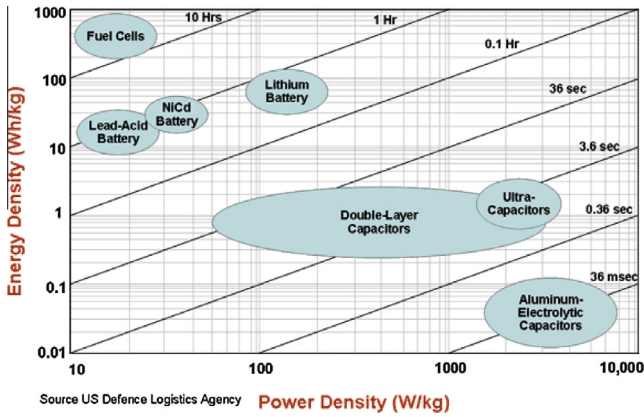 1000
10 Hrs
1 Hr
0.1 Hr
Fuel Cells
100
Lithium
Battery
36 sec
NiCd
Battery
Lead-Acid
Battery
10
3.6 sec
Energy Density (Wh/kg)
Ultra-
Capacitors
0.36 sec
1
Double-Layer
Capacitors
36 msec
0.1
Aluminum-
Electrolytic
Capacitors
0.01
10
100
1000
10,000
Source US Defence Logistics Agency
Power Density (W/kg)